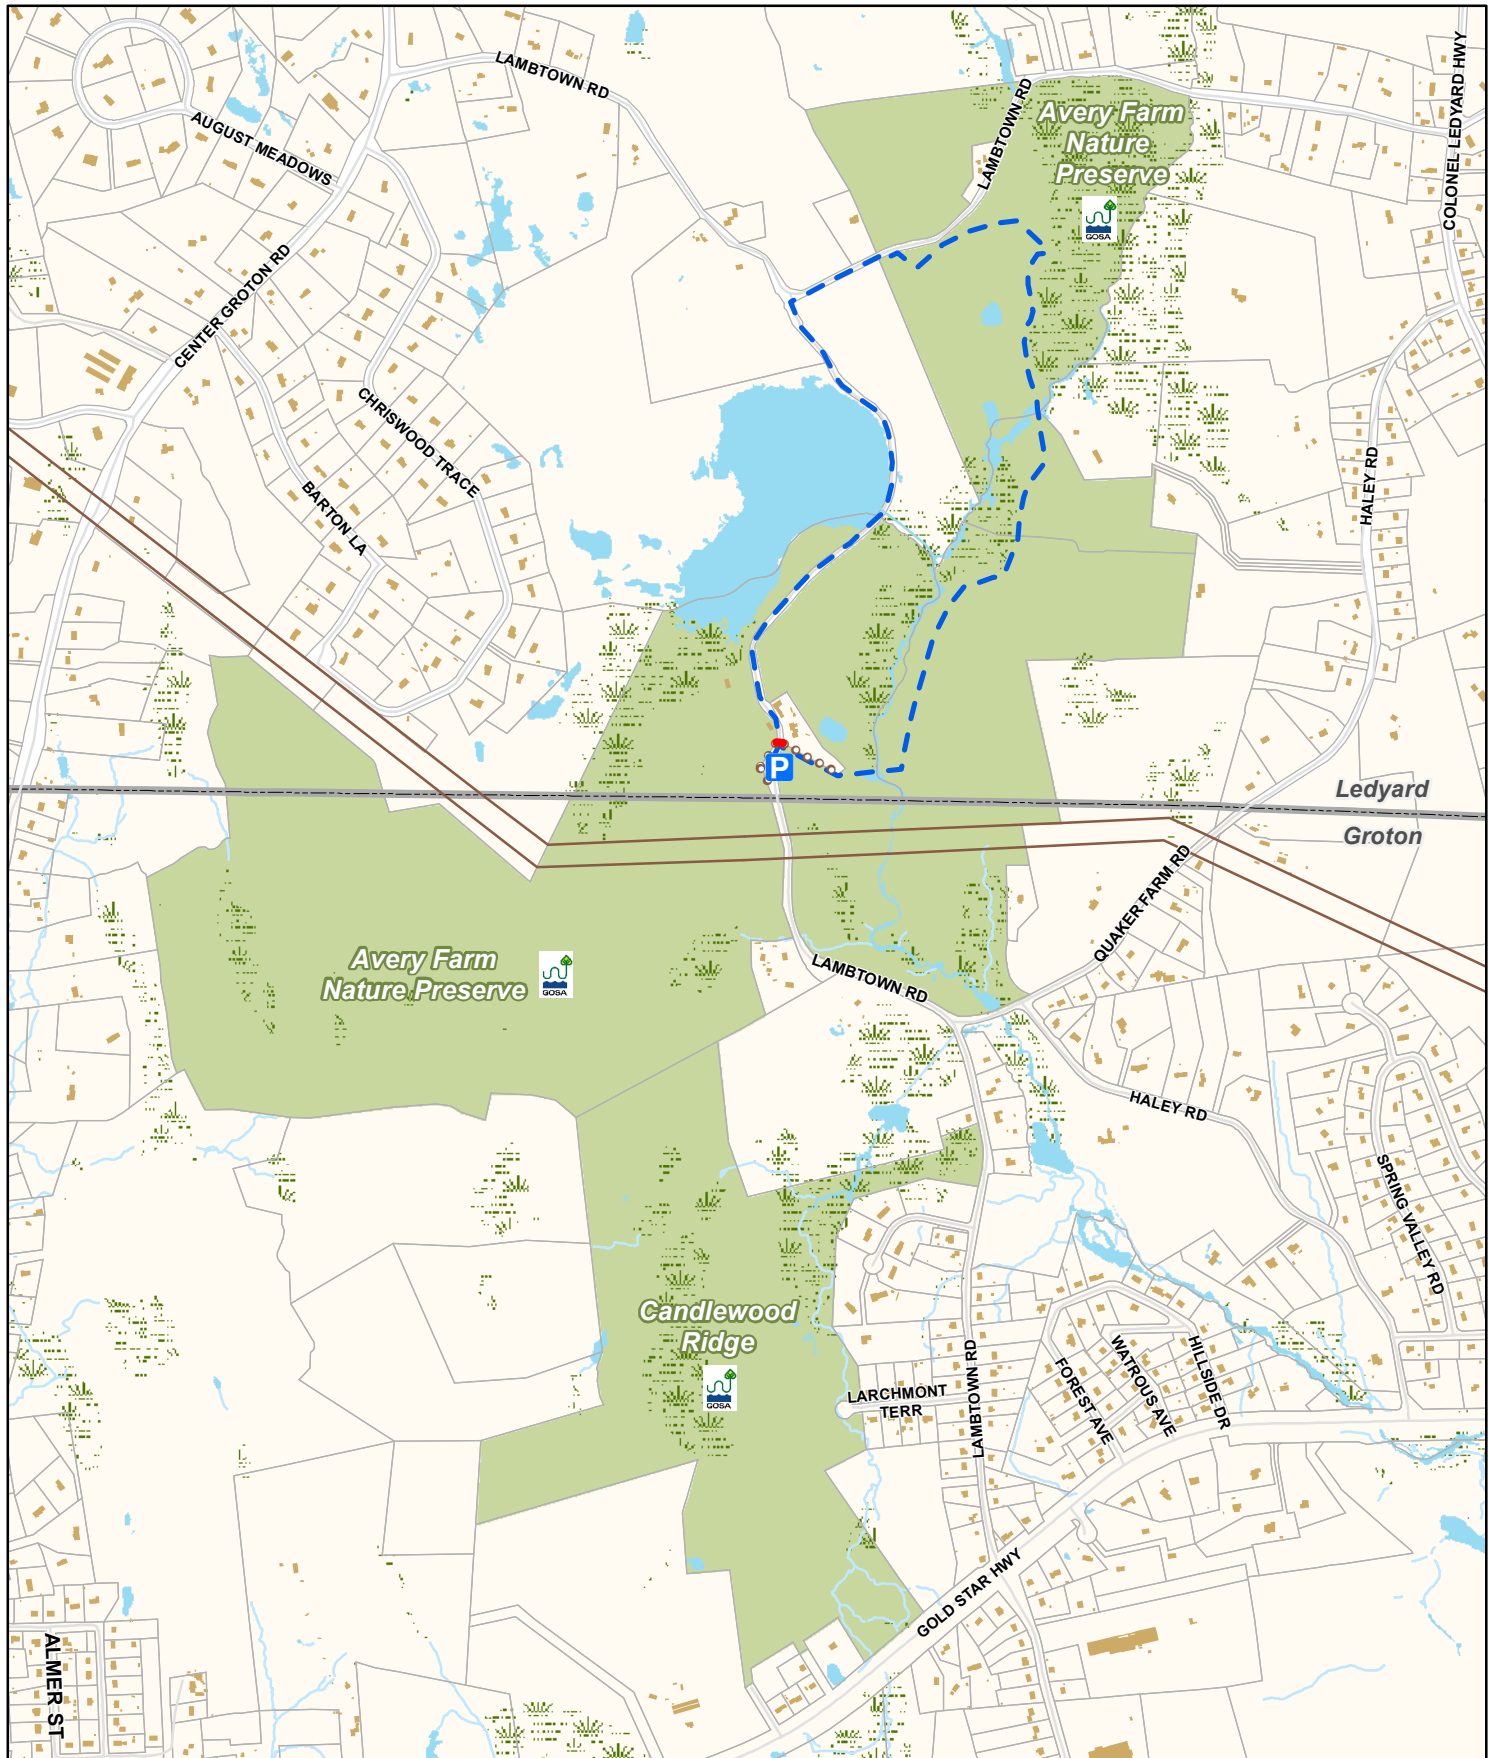 LAMBTOWN RD
COLONEL LEDYARD HWY
LAMBTOWN RD
Avery Farm
Nature
Preserve
GOSA
AUGUST MEADOWS
CENTER GROTON RD
CHRISWOOD TRACE
BARTON LA
HALEY RD
P
Ledyard
Groton
QUAKER FARM RD
Avery Farm
Nature Preserve
GOSA
LAMBTOWN RD
HALEY RD
SPRING VALLEY RD
Candlewood
Ridge
GOSA
LARCHMONT
TERR
LAMBTOWN RD
FOREST AVE
WATROUS AVE
HILLSIDE DR
GOLD STAR HWY
ALMER ST